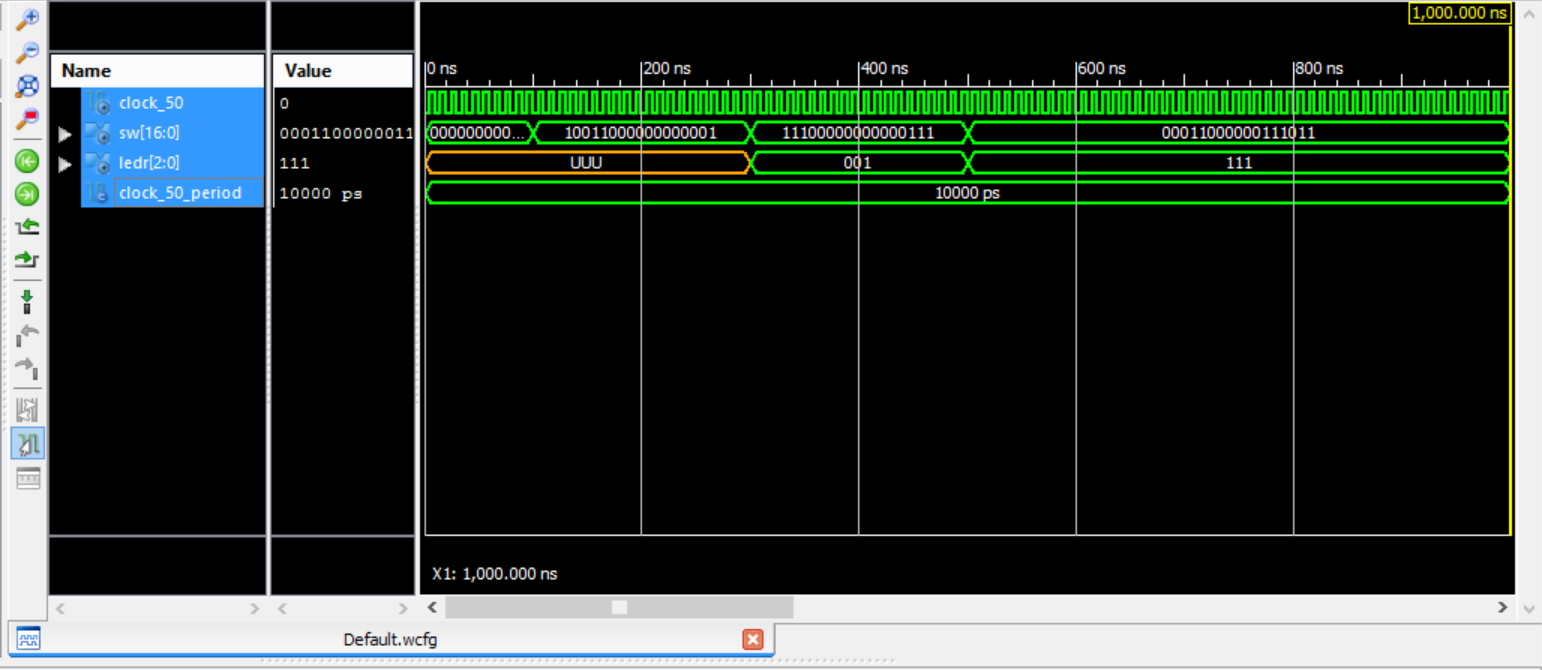 1,000.000 ns
Name Value 0 ns 200 ns 400 ns 600 ns 800 ns
clock_50 0
sw[16:0] 0001100000011 000000000... 10011000000000001 11100000000000111 00011000000111011
ledr[2:0] 111 UUU 001 111
clock_50_period 10000 ps 10000 ps
X1: 1,000.000 ns
Default.wcfg